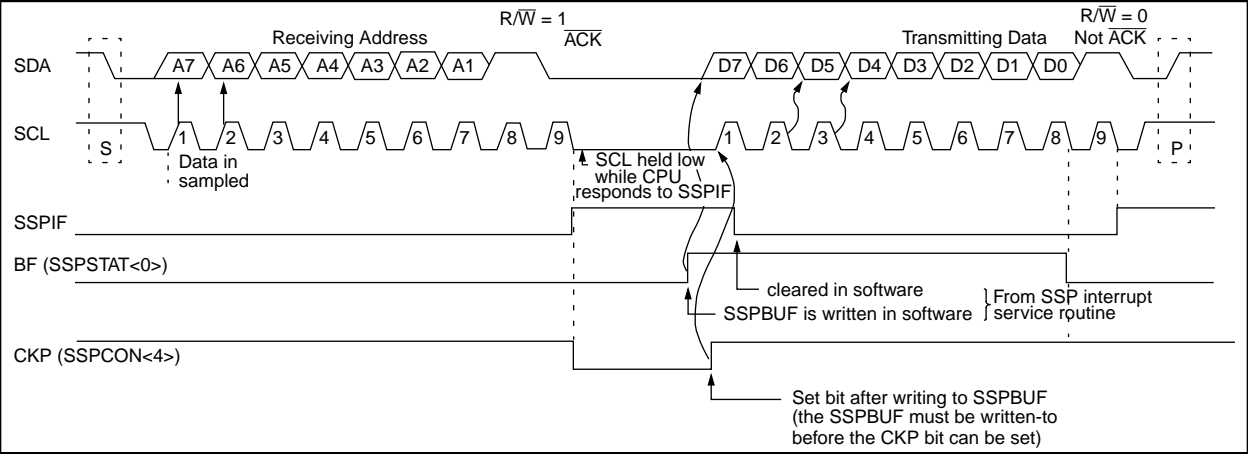 R/W = 1
ACK
R/W = 0
Not ACK
Receiving Address
Transmitting Data
SDA
A7 A6 A5 A4 A3 A2 A1
D7 D6 D5 D4 D3 D2 D1 D0
SCL
S
1 2 3 4 5 6 7 8 9
1 2 3 4 5 6 7 8 9
P
Data in
sampled
SCL held low
while CPU
responds to SSPIF
SSPIF
BF (SSPSTAT<0>)
cleared in software
SSPBUF is written in software
From SSP interrupt
service routine
CKP (SSPCON<4>)
Set bit after writing to SSPBUF
(the SSPBUF must be written-to
before the CKP bit can be set)